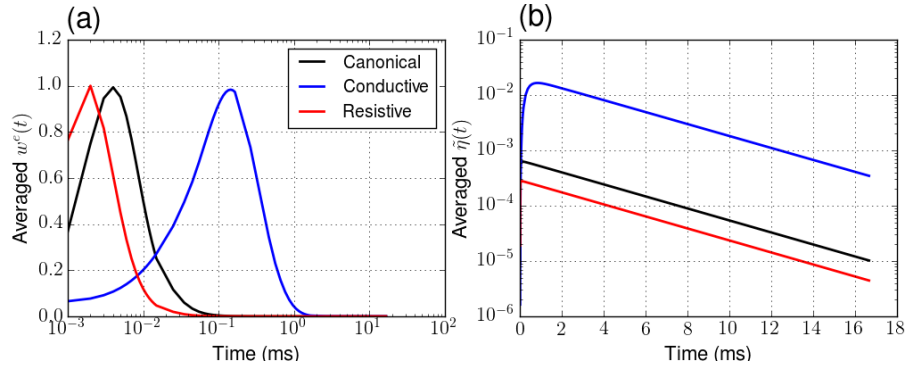 (a)
1.2
1.0
0.8
0.6
0.4
0.2
0.0
Averaged w^e(t)
10^{-3} 10^{-2} 10^{-1} 10^0 10^1 10^2
Time (ms)
Canonical
Conductive
Resistive
(b)
10^{-1}
10^{-2}
10^{-3}
10^{-4}
10^{-5}
10^{-6}
Averaged η̃(t)
0 2 4 6 8 10 12 14 16 18
Time (ms)